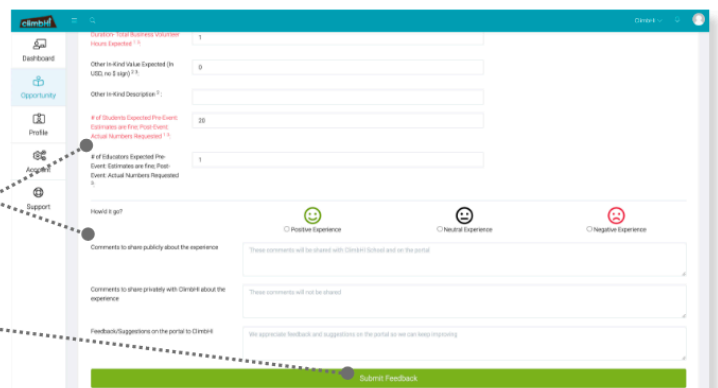 climbHI
ClimbHI
Dashboard
Opportunity
Profile
Account
Support
Duration: Total Business Volunteer
Hours Expected
1
Other In-Kind Value Expected (In
USD, no $ sign)
0
Other In-Kind Description
# of Students Expected Pre-Event:
Estimates are fine; Post-Event:
Actual Numbers Requested
20
# of Educators Expected Pre-
Event: Estimates are fine; Post-
Event: Actual Numbers Requested
1
How'd it go?
Positive Experience
Neutral Experience
Negative Experience
Comments to share publicly about the experience
These comments will be shared with ClimbHI School and on the portal
Comments to share privately with ClimbHI about the
experience
These comments will not be shared
Feedback/Suggestions on the portal to ClimbHI
We appreciate feedback and suggestions on the portal so we can keep improving
Submit Feedback